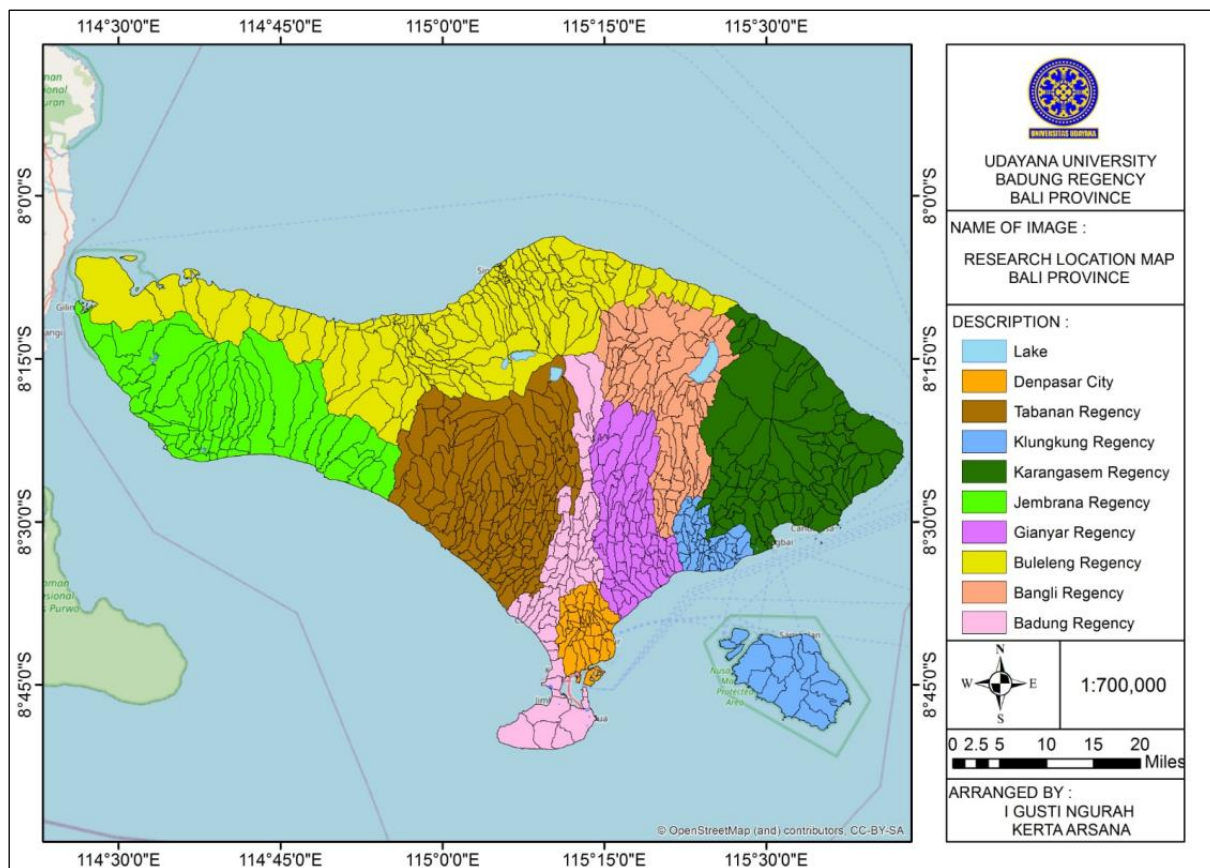 114°30'0"E 114°45'0"E 115°0'0"E 115°15'0"E 115°30'0"E
8°0'0"S
8°15'0"S
8°30'0"S
8°45'0"S
8°0'0"S
8°15'0"S
8°30'0"S
8°45'0"S
114°30'0"E 114°45'0"E 115°0'0"E 115°15'0"E 115°30'0"E
© OpenStreetMap (and) contributors, CC-BY-SA
UNIVERSITAS UDAYANA
UDAYANA UNIVERSITY
BADUNG REGENCY
BALI PROVINCE
NAME OF IMAGE :
RESEARCH LOCATION MAP
BALI PROVINCE
DESCRIPTION :
Lake
Denpasar City
Tabanan Regency
Klungkung Regency
Karangasem Regency
Jembrana Regency
Gianyar Regency
Buleleng Regency
Bangli Regency
Badung Regency
N
W E
S
1:700,000
0 2.5 5 10 15 20
Miles
ARRANGED BY :
I GUSTI NGURAH
KERTA ARSANA
Protected
Area